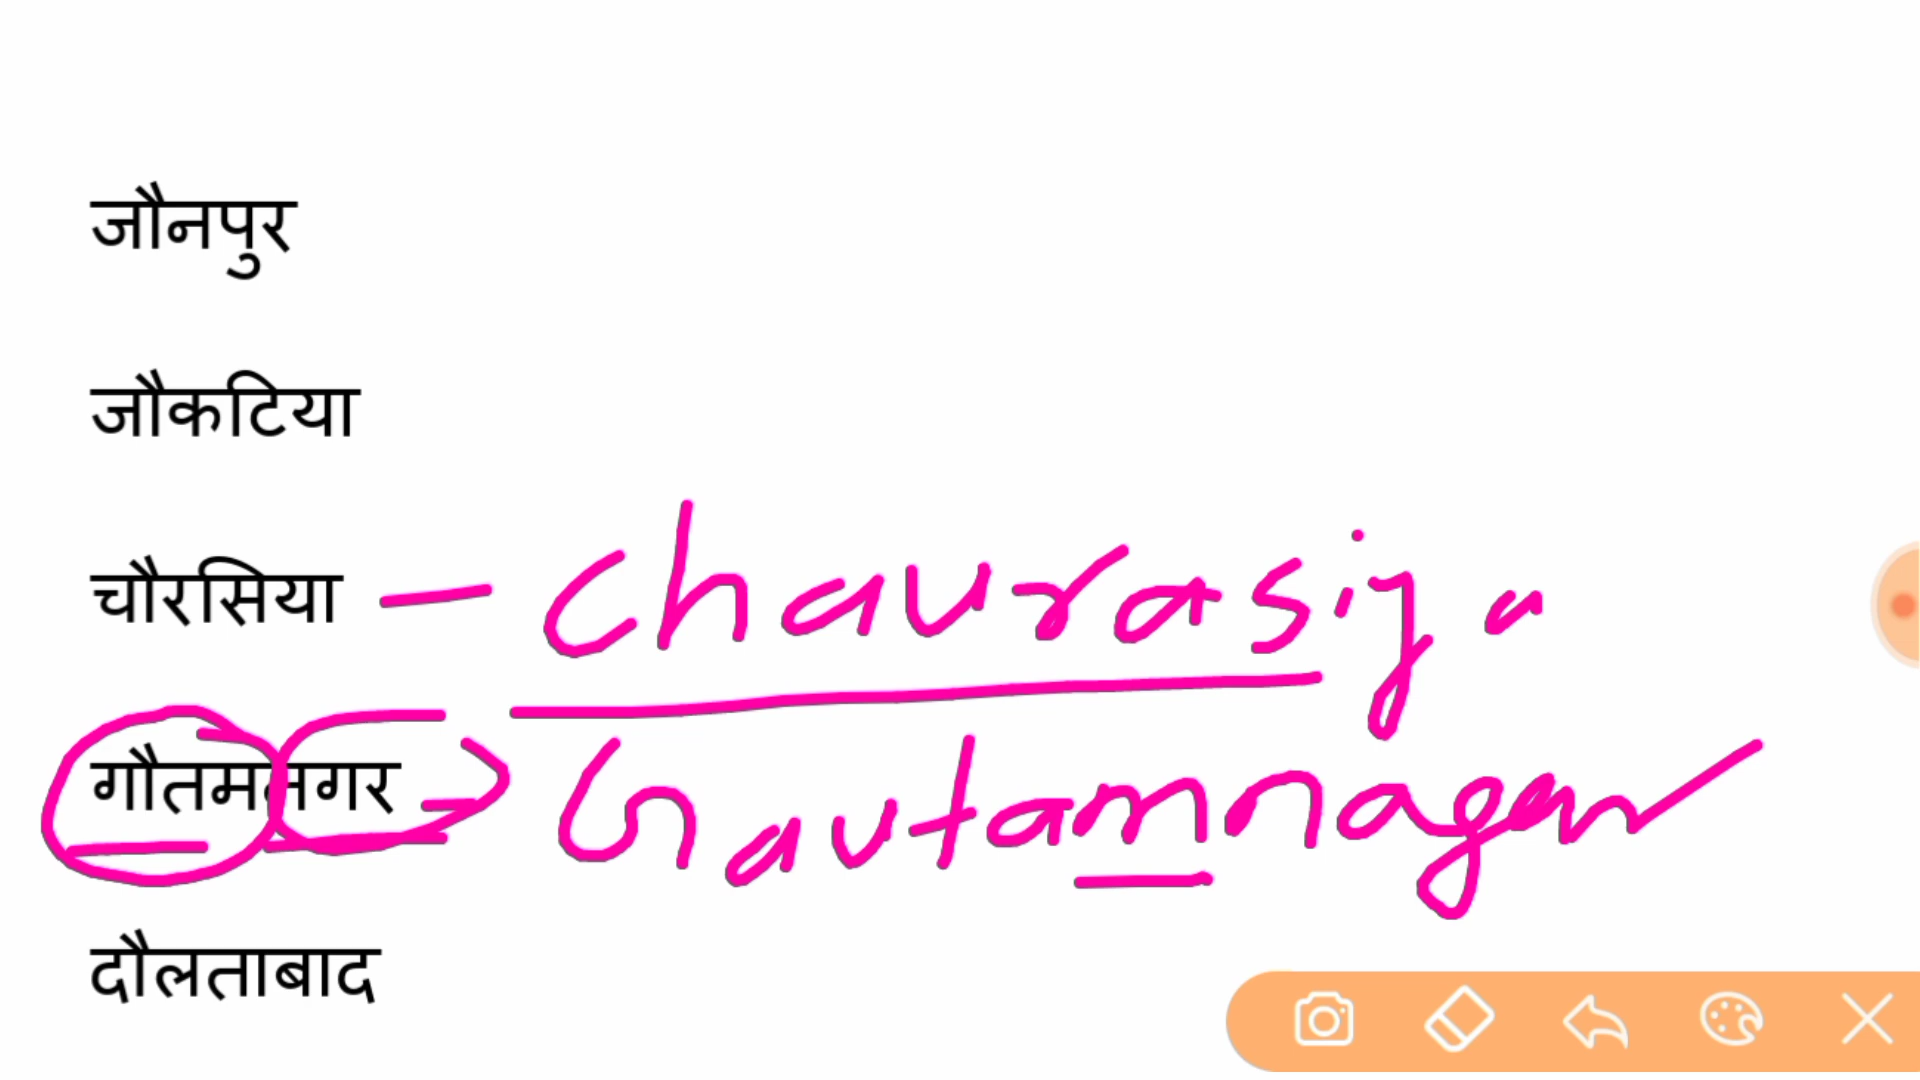 जौनपुर
जौकटिया
चौरसिया - Chaurasiya
गौतमनगर Gautamnagar
दौलताबाद